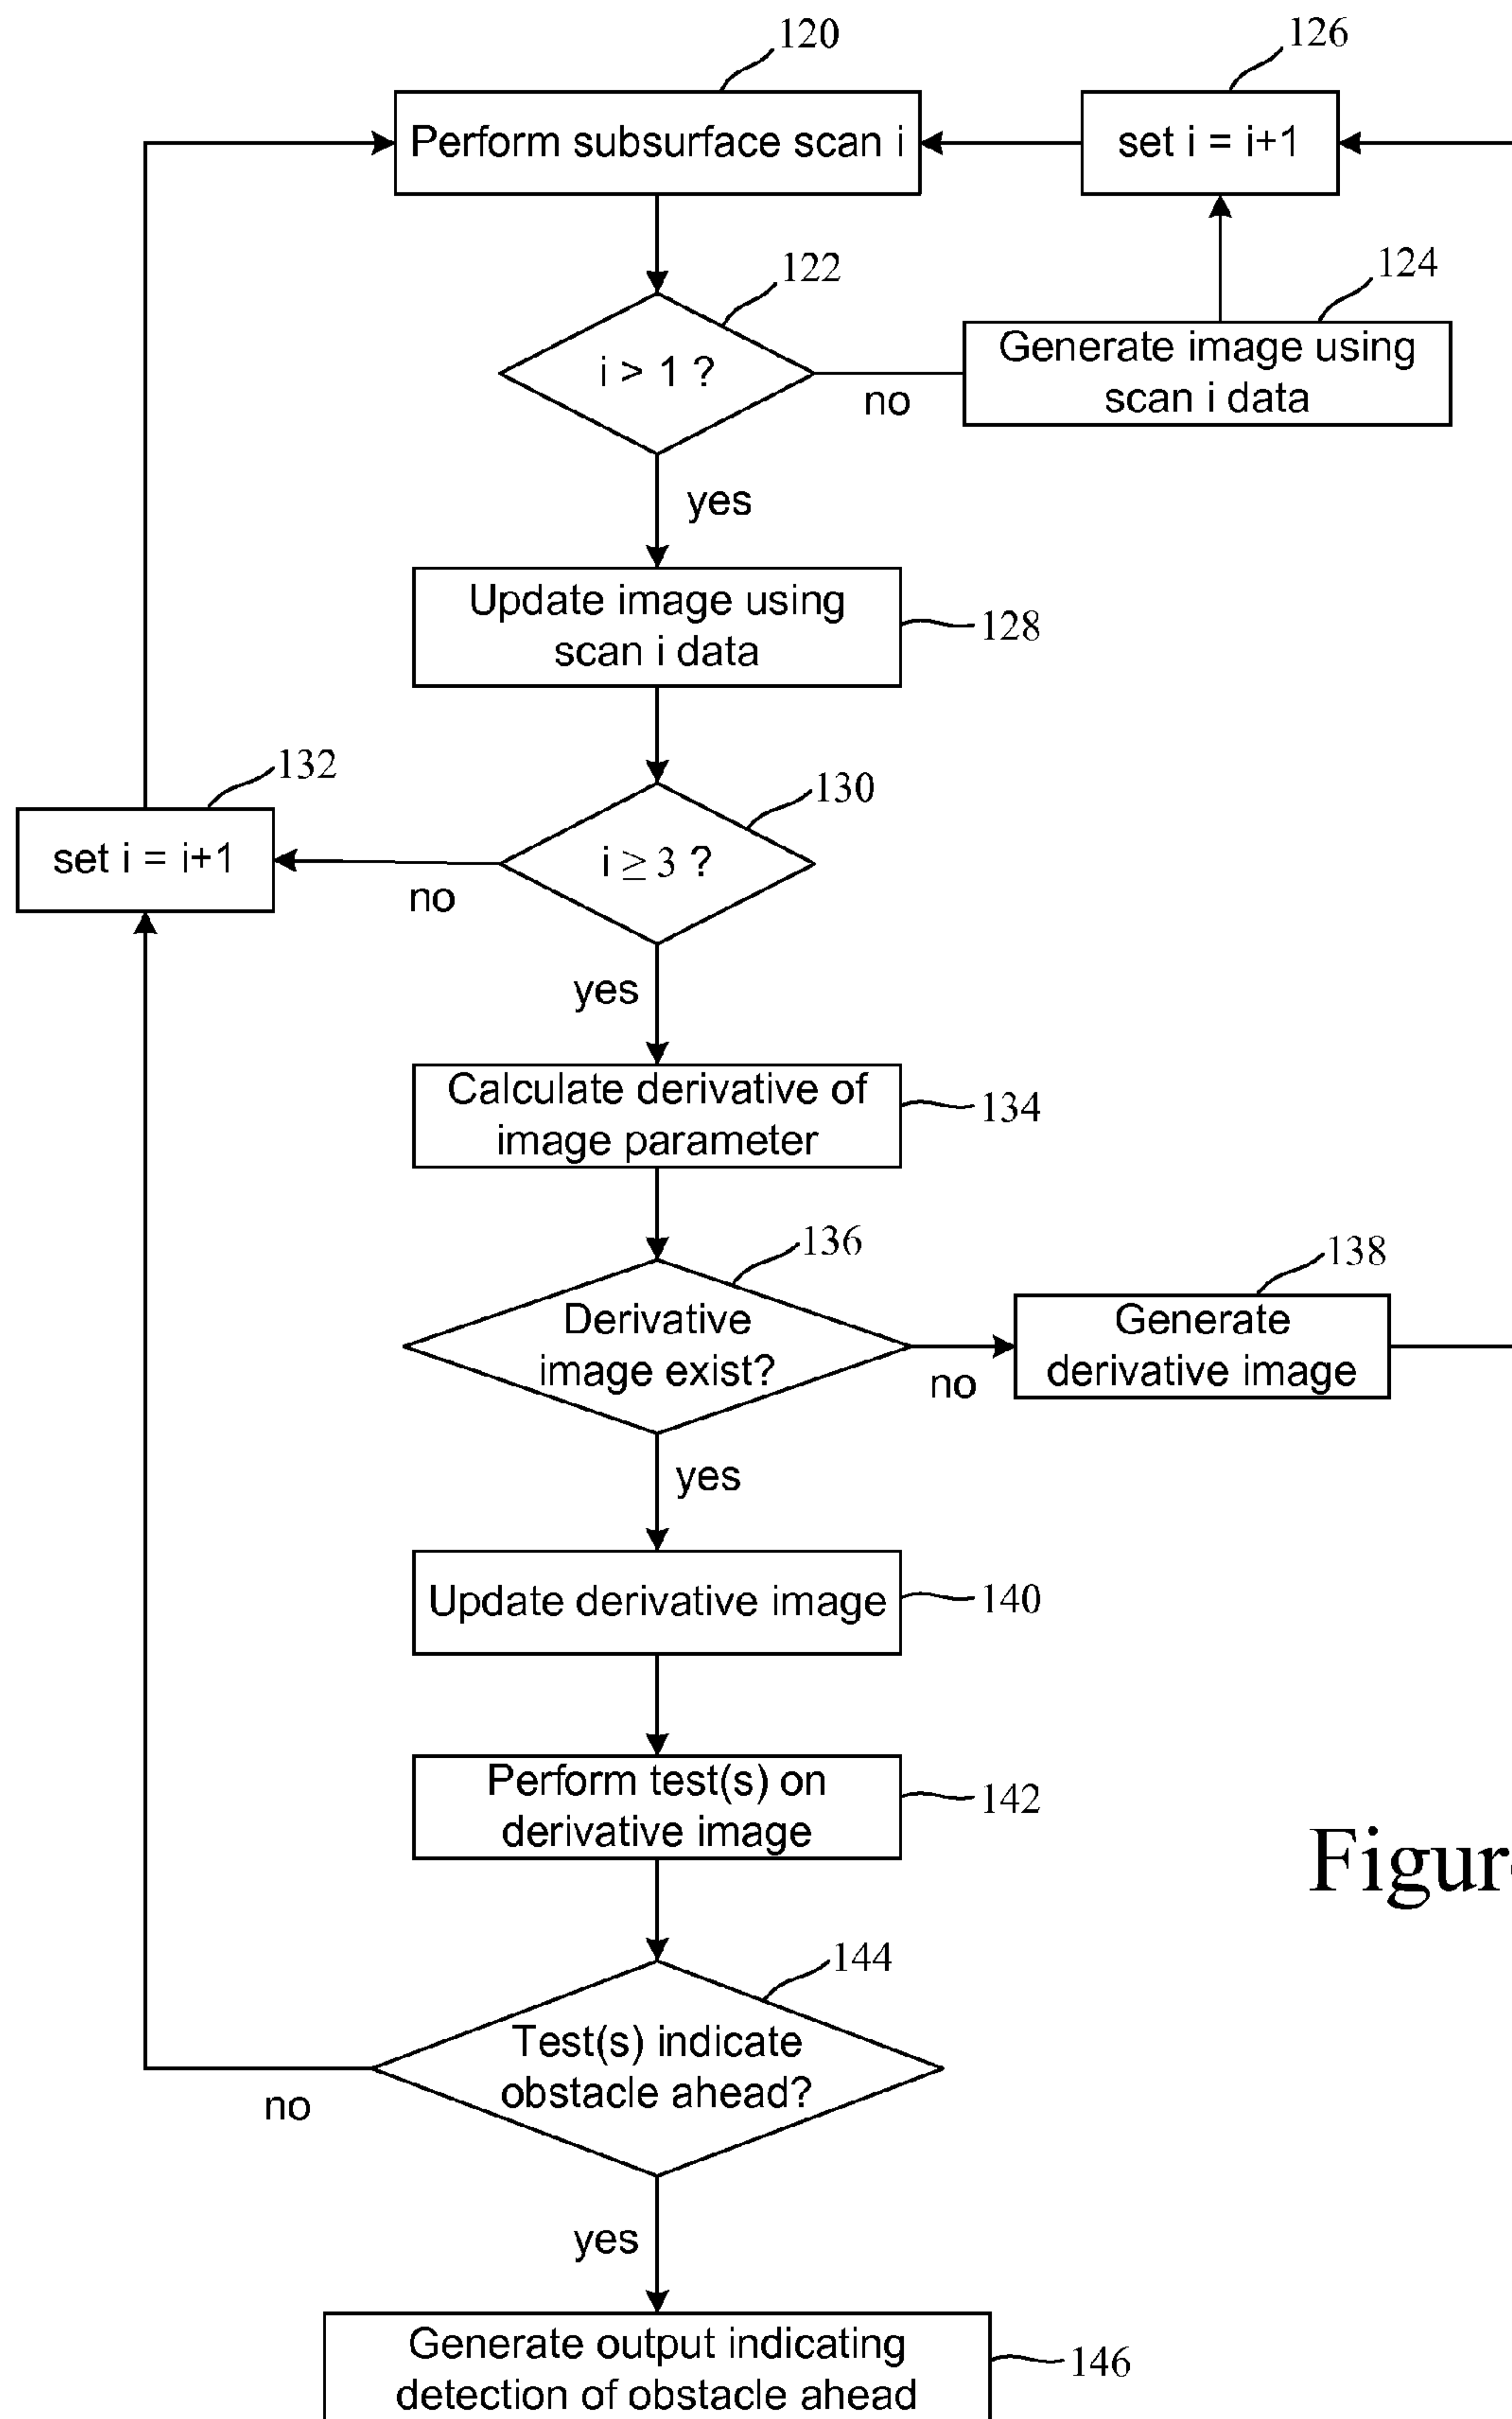 120
126
Perform subsurface scan i
set i = i+1
122
124
i > 1 ?
no
Generate image using
scan i data
yes
Update image using
scan i data
128
132
130
set i = i+1
i ≥ 3 ?
no
yes
Calculate derivative of
image parameter
134
136
138
Derivative
image exist?
no
Generate
derivative image
yes
Update derivative image
140
Perform test(s) on
derivative image
142
Figure
144
Test(s) indicate
obstacle ahead?
no
yes
Generate output indicating
detection of obstacle ahead
146